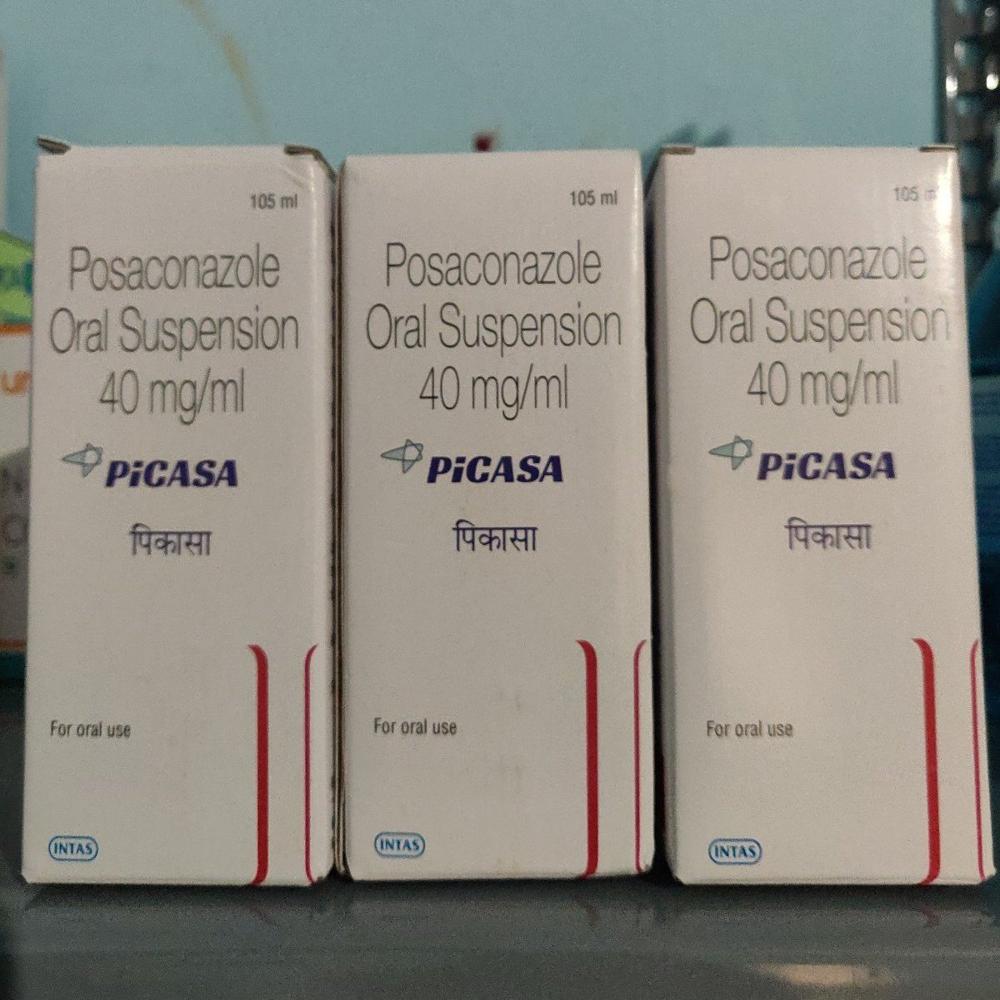 105 ml
Posaconazole
Oral Suspension
40 mg/ml
PiCASA
पिकासा
For oral use
INTAS
105 ml
Posaconazole
Oral Suspension
40 mg/ml
PiCASA
पिकासा
For oral use
INTAS
105 m
Posaconazole
Oral Suspension
40 mg/ml
PiCASA
पिकासा
For oral use
INTAS